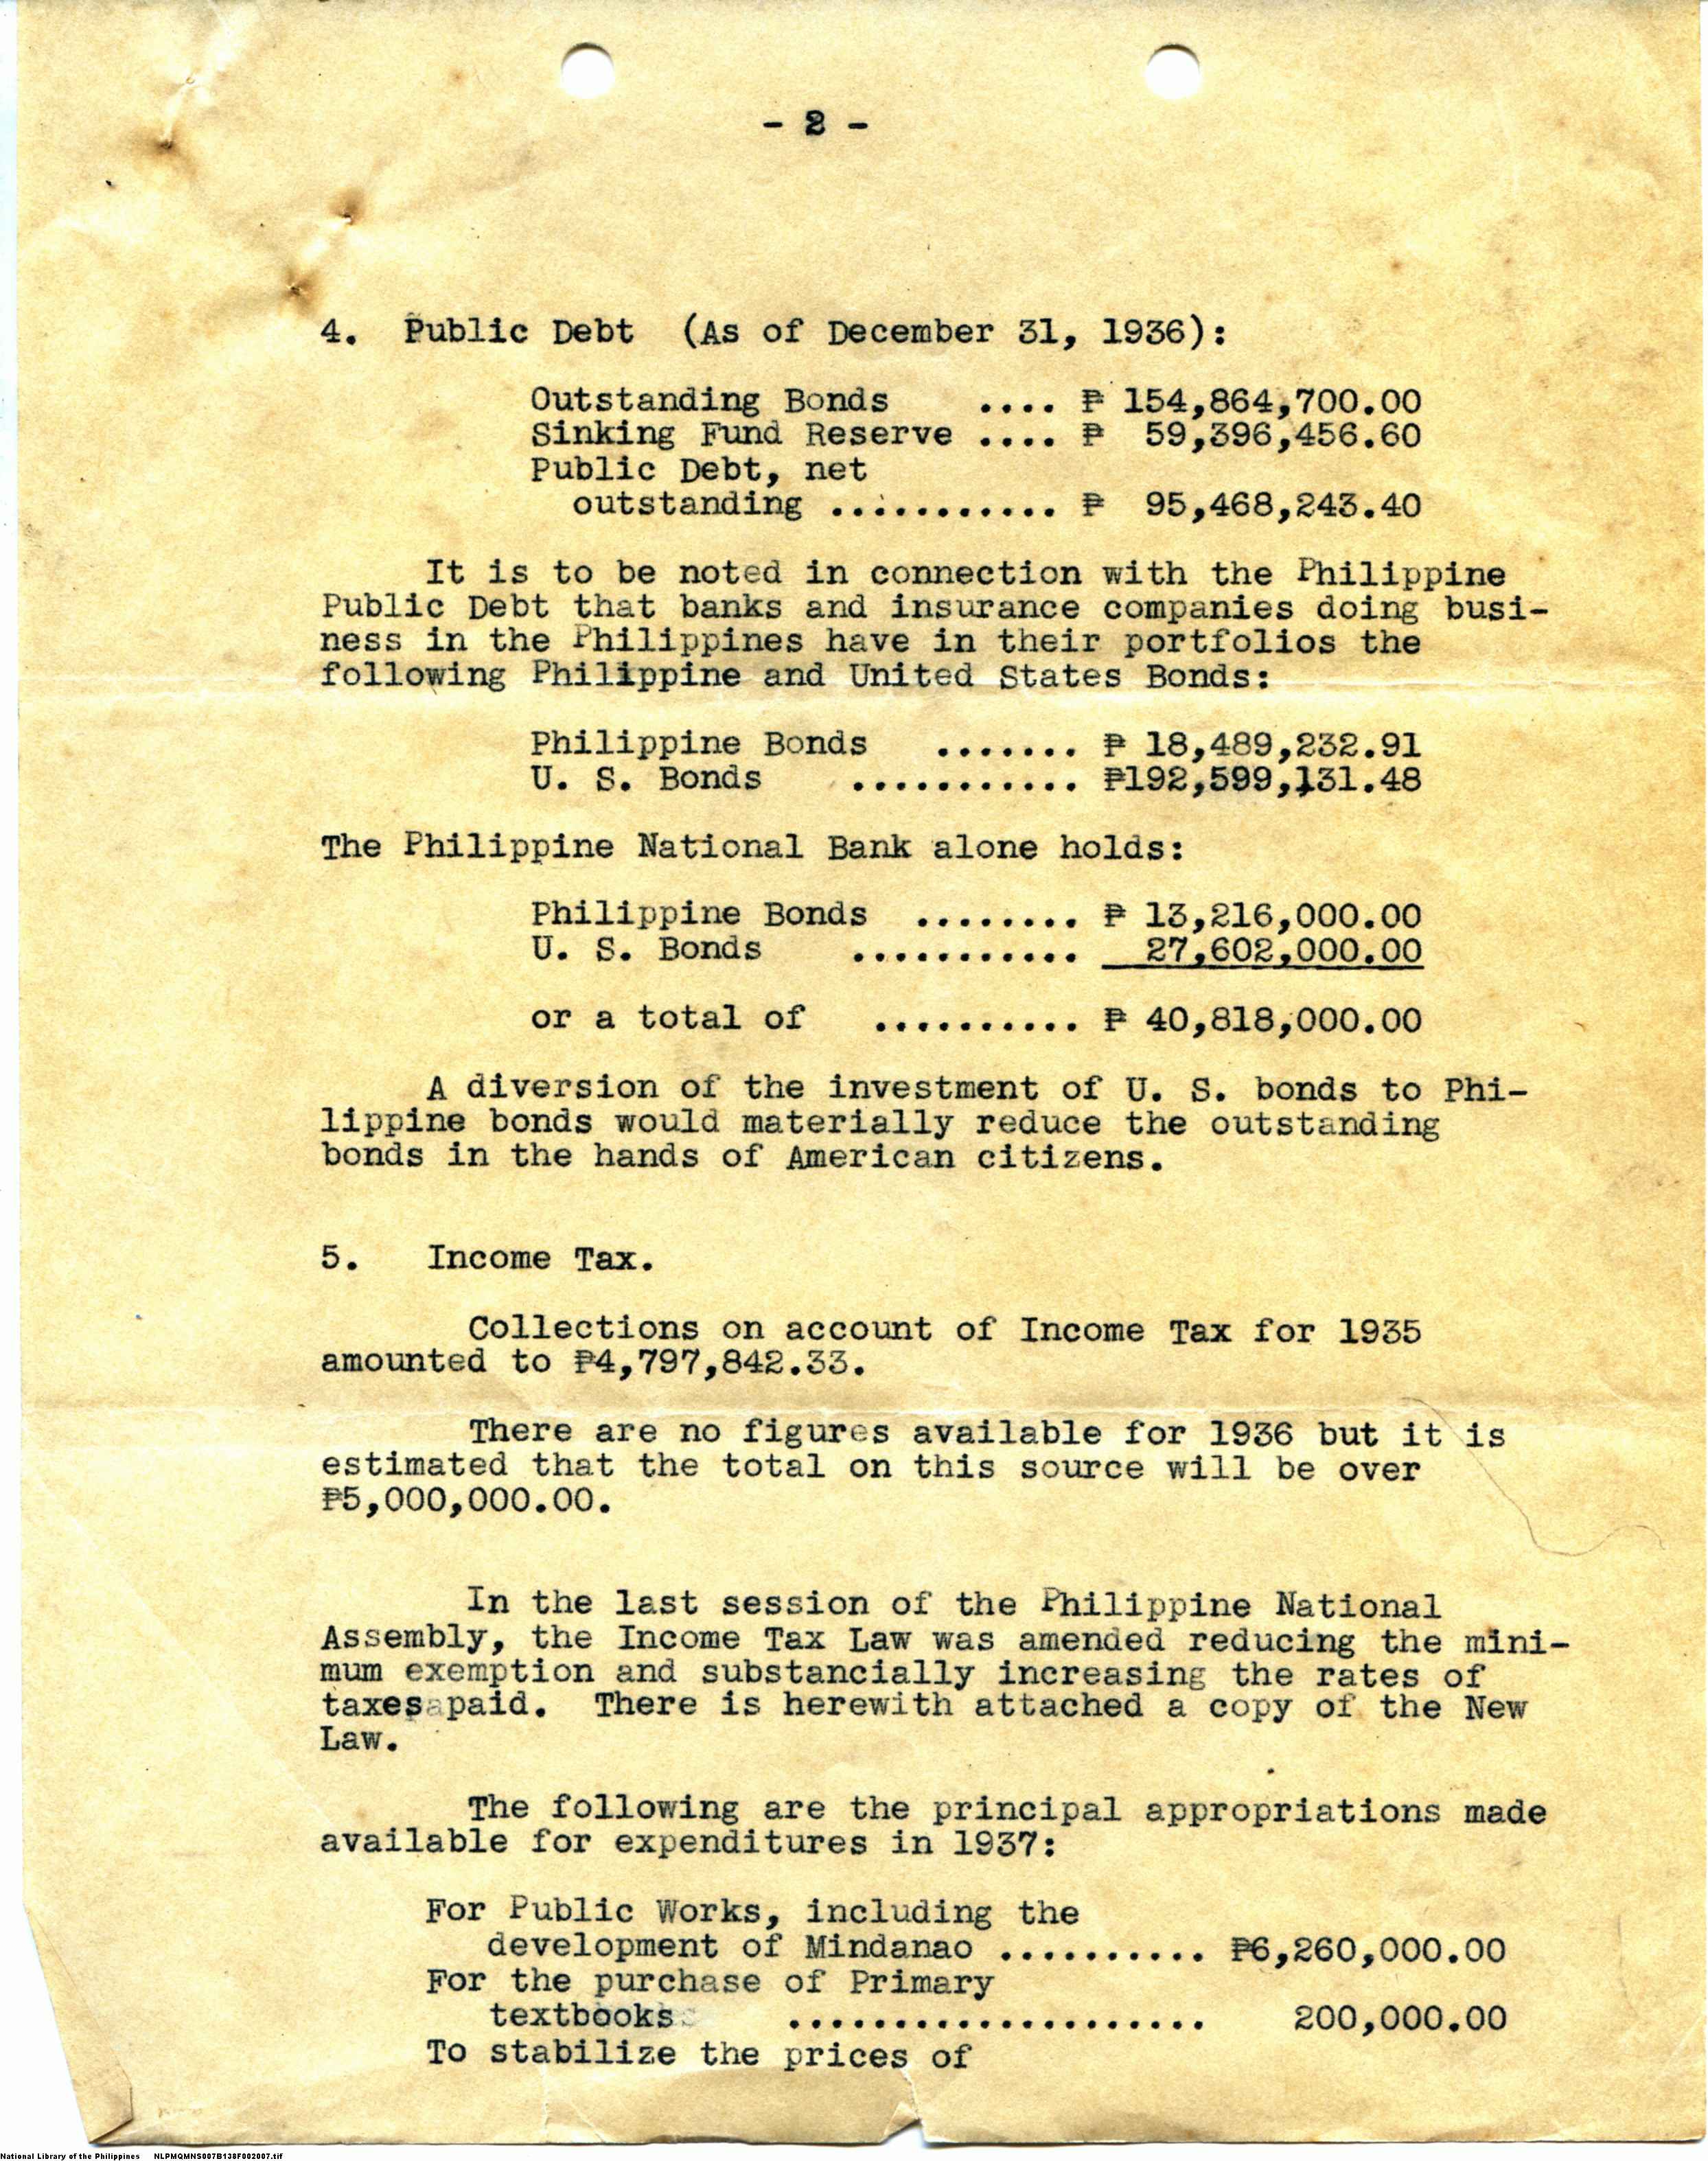 - 2 -
4. Public Debt (As of December 31, 1936):
Outstanding Bonds .... ₱ 154,864,700.00
Sinking Fund Reserve .... ₱ 59,396,456.60
Public Debt, net
outstanding ........... ₱ 95,468,243.40
It is to be noted in connection with the Philippine
Public Debt that banks and insurance companies doing busi-
ness in the Philippines have in their portfolios the
following Philippine and United States Bonds:
Philippine Bonds ....... ₱ 18,489,232.91
U. S. Bonds ........... ₱192,599,131.48
The Philippine National Bank alone holds:
Philippine Bonds ........ ₱ 13,216,000.00
U. S. Bonds ........... 27,602,000.00
or a total of .......... ₱ 40,818,000.00
A diversion of the investment of U. S. bonds to Phi-
lippine bonds would materially reduce the outstanding
bonds in the hands of American citizens.
5. Income Tax.
Collections on account of Income Tax for 1935
amounted to ₱4,797,842.33.
There are no figures available for 1936 but it is
estimated that the total on this source will be over
₱5,000,000.00.
In the last session of the Philippine National
Assembly, the Income Tax Law was amended reducing the mini-
mum exemption and substancially increasing the rates of
taxes paid. There is herewith attached a copy of the New
Law.
The following are the principal appropriations made
available for expenditures in 1937:
For Public Works, including the
development of Mindanao .......... ₱6,260,000.00
For the purchase of Primary
textbooks .................... 200,000.00
To stabilize the prices of
National Library of the Philippines NLPMQMNS007B138F002007.tif